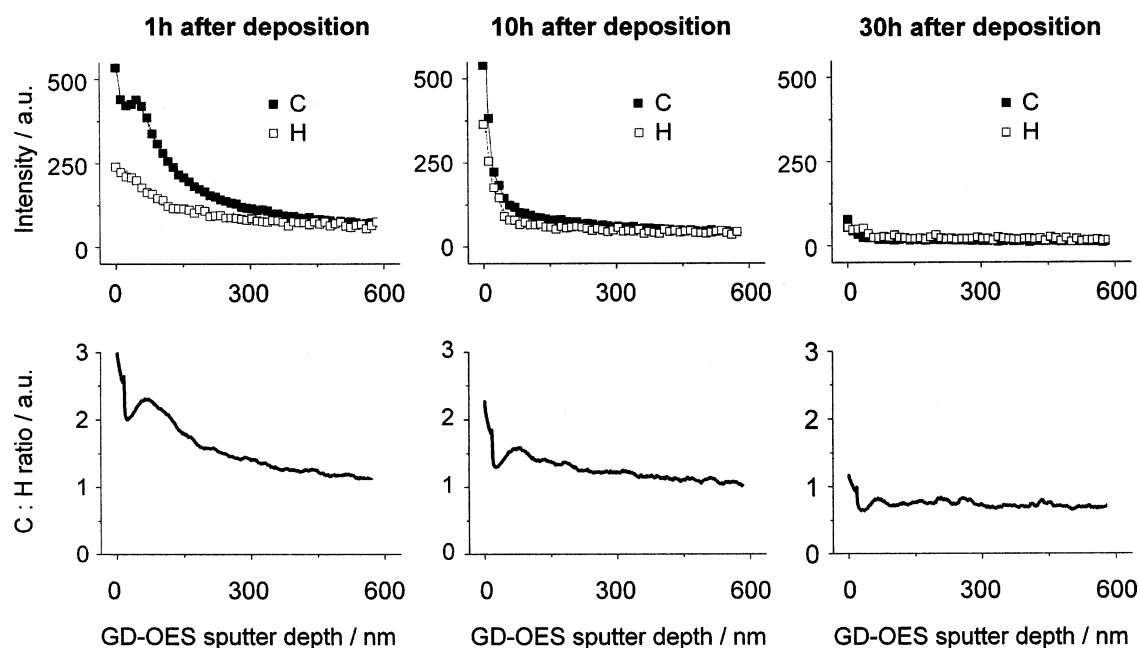 1h after deposition
10h after deposition
30h after deposition
Intensity / a.u.
500
250
0
C
H
0
300
600
500
250
0
C
H
0
300
600
500
250
0
C
H
0
300
600
C : H ratio / a.u.
3
2
1
0
0
300
600
GD-OES sputter depth / nm
3
2
1
0
0
300
600
GD-OES sputter depth / nm
3
2
1
0
0
300
600
GD-OES sputter depth / nm